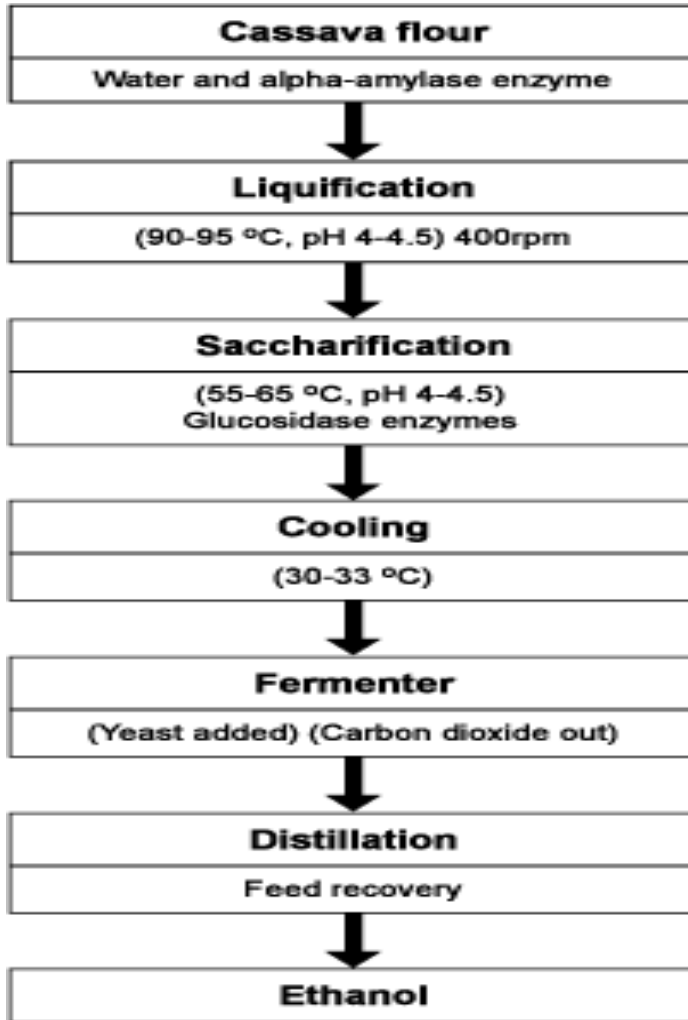 Cassava flour
Water and alpha-amylase enzyme
Liquification
(90-95 ºC, pH 4-4.5) 400rpm
Saccharification
(55-65 ºC, pH 4-4.5)
Glucosidase enzymes
Cooling
(30-33 ºC)
Fermenter
(Yeast added) (Carbon dioxide out)
Distillation
Feed recovery
Ethanol